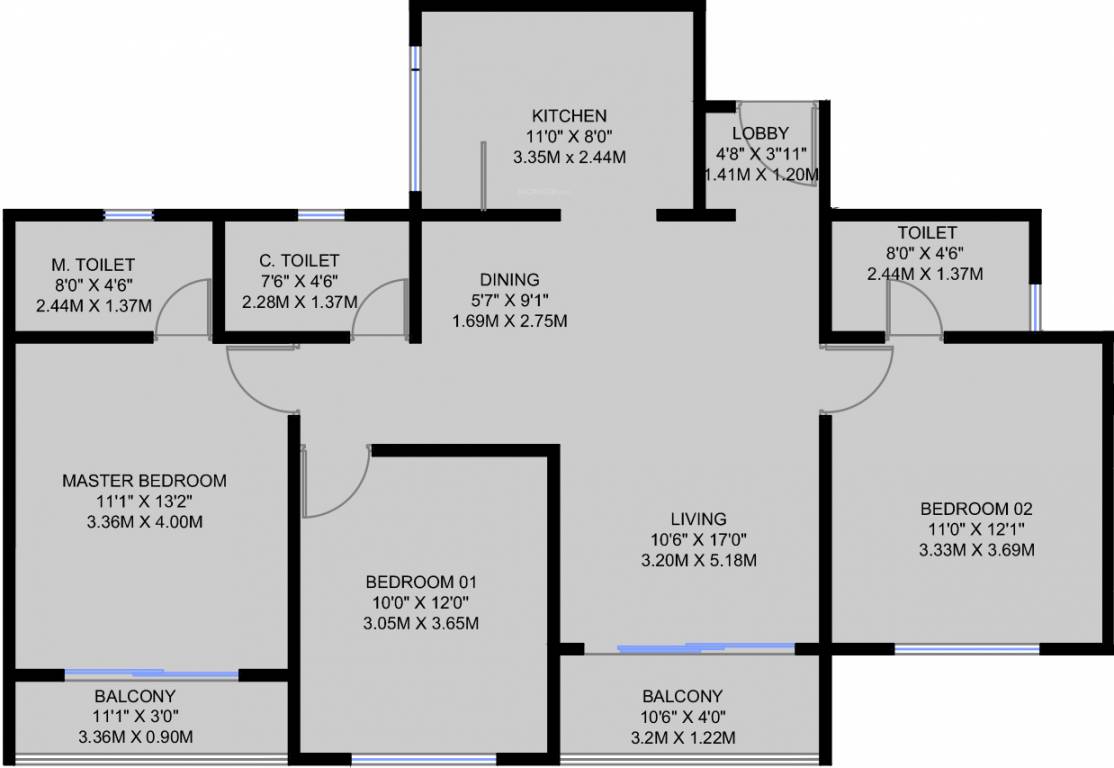 KITCHEN
11'0" X 8'0"
3.35M x 2.44M
LOBBY
4'8" X 3"11"
1.41M X 1.20M
M. TOILET
8'0" X 4'6"
2.44M X 1.37M
C. TOILET
7'6" X 4'6"
2.28M X 1.37M
DINING
5'7" X 9'1"
1.69M X 2.75M
TOILET
8'0" X 4'6"
2.44M X 1.37M
MASTER BEDROOM
11'1" X 13'2"
3.36M X 4.00M
BEDROOM 01
10'0" X 12'0"
3.05M X 3.65M
LIVING
10'6" X 17'0"
3.20M X 5.18M
BEDROOM 02
11'0" X 12'1"
3.33M X 3.69M
BALCONY
11'1" X 3'0"
3.36M X 0.90M
BALCONY
10'6" X 4'0"
3.2M X 1.22M